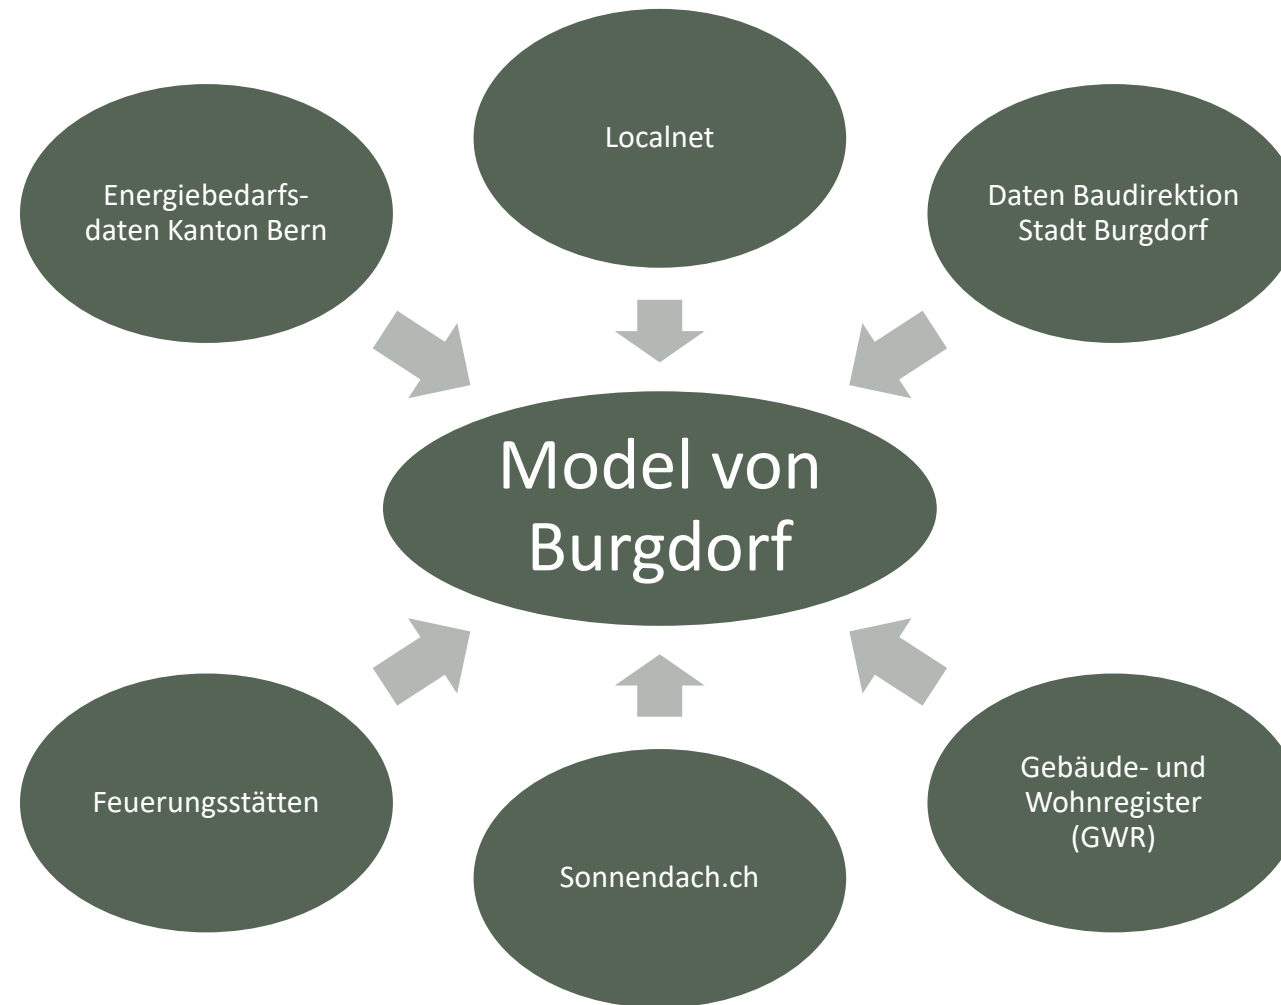 Localnet
Energiebedarfs-
daten Kanton Bern
Daten Baudirektion
Stadt Burgdorf
Model von
Burgdorf
Feuerungsstätten
Sonnendach.ch
Gebäude- und
Wohnregister
(GWR)